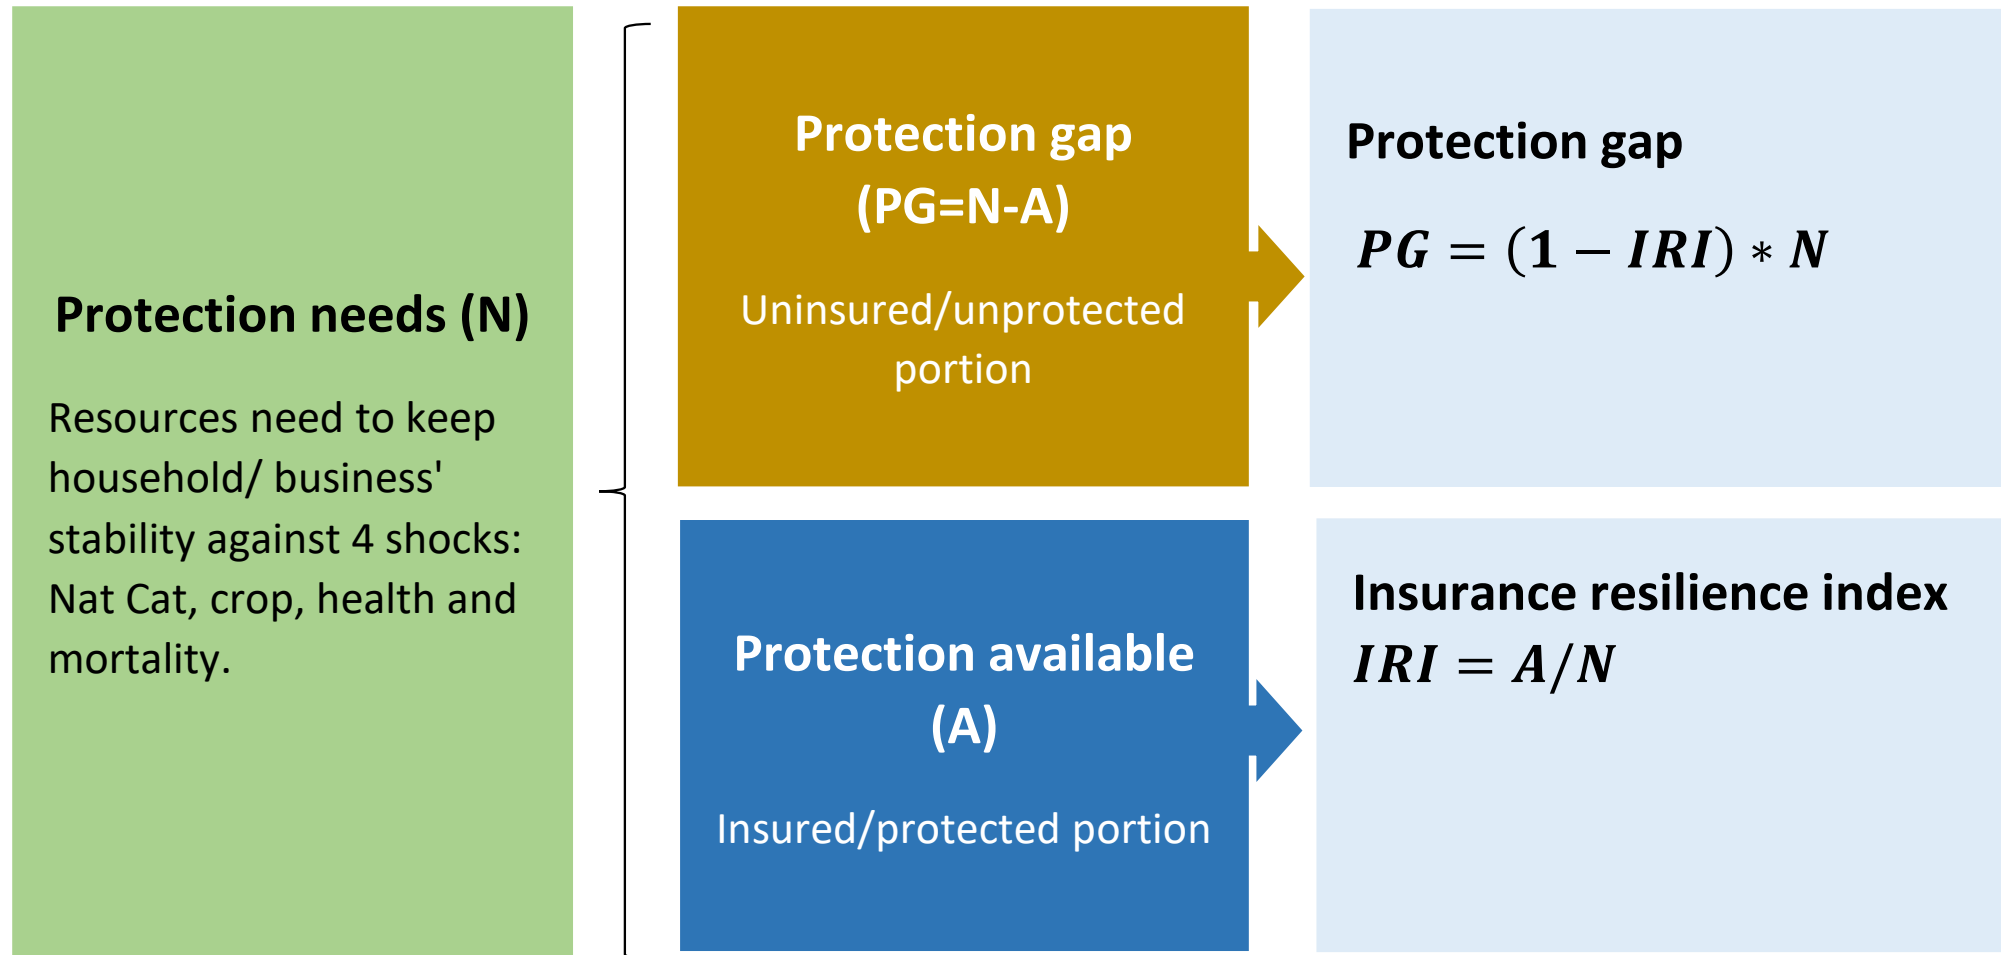 Protection needs (N)
Resources need to keep
household/ business'
stability against 4 shocks:
Nat Cat, crop, health and
mortality.
Protection gap
(PG=N-A)
Uninsured/unprotected
portion
Protection gap
PG = (1 − IRI) ∗ N
Protection available
(A)
Insured/protected portion
Insurance resilience index
IRI = A/N